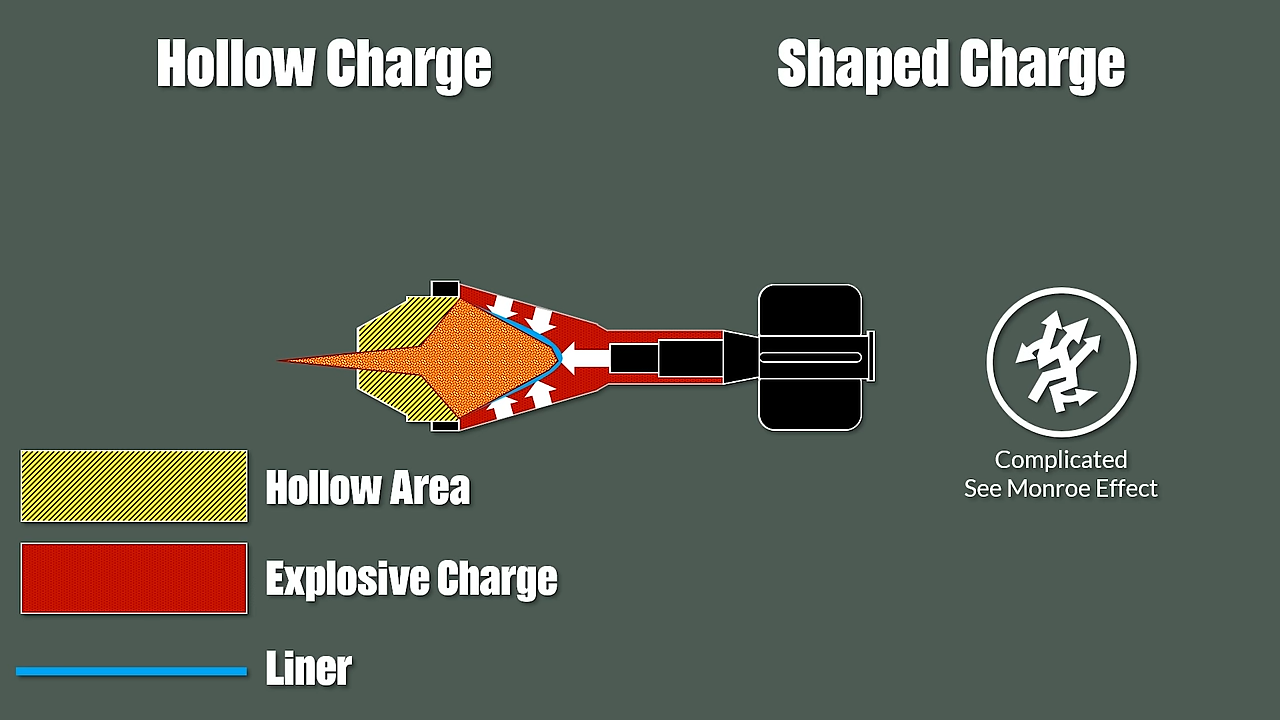 Hollow Charge
Shaped Charge
Complicated
See Monroe Effect
Hollow Area
Explosive Charge
Liner